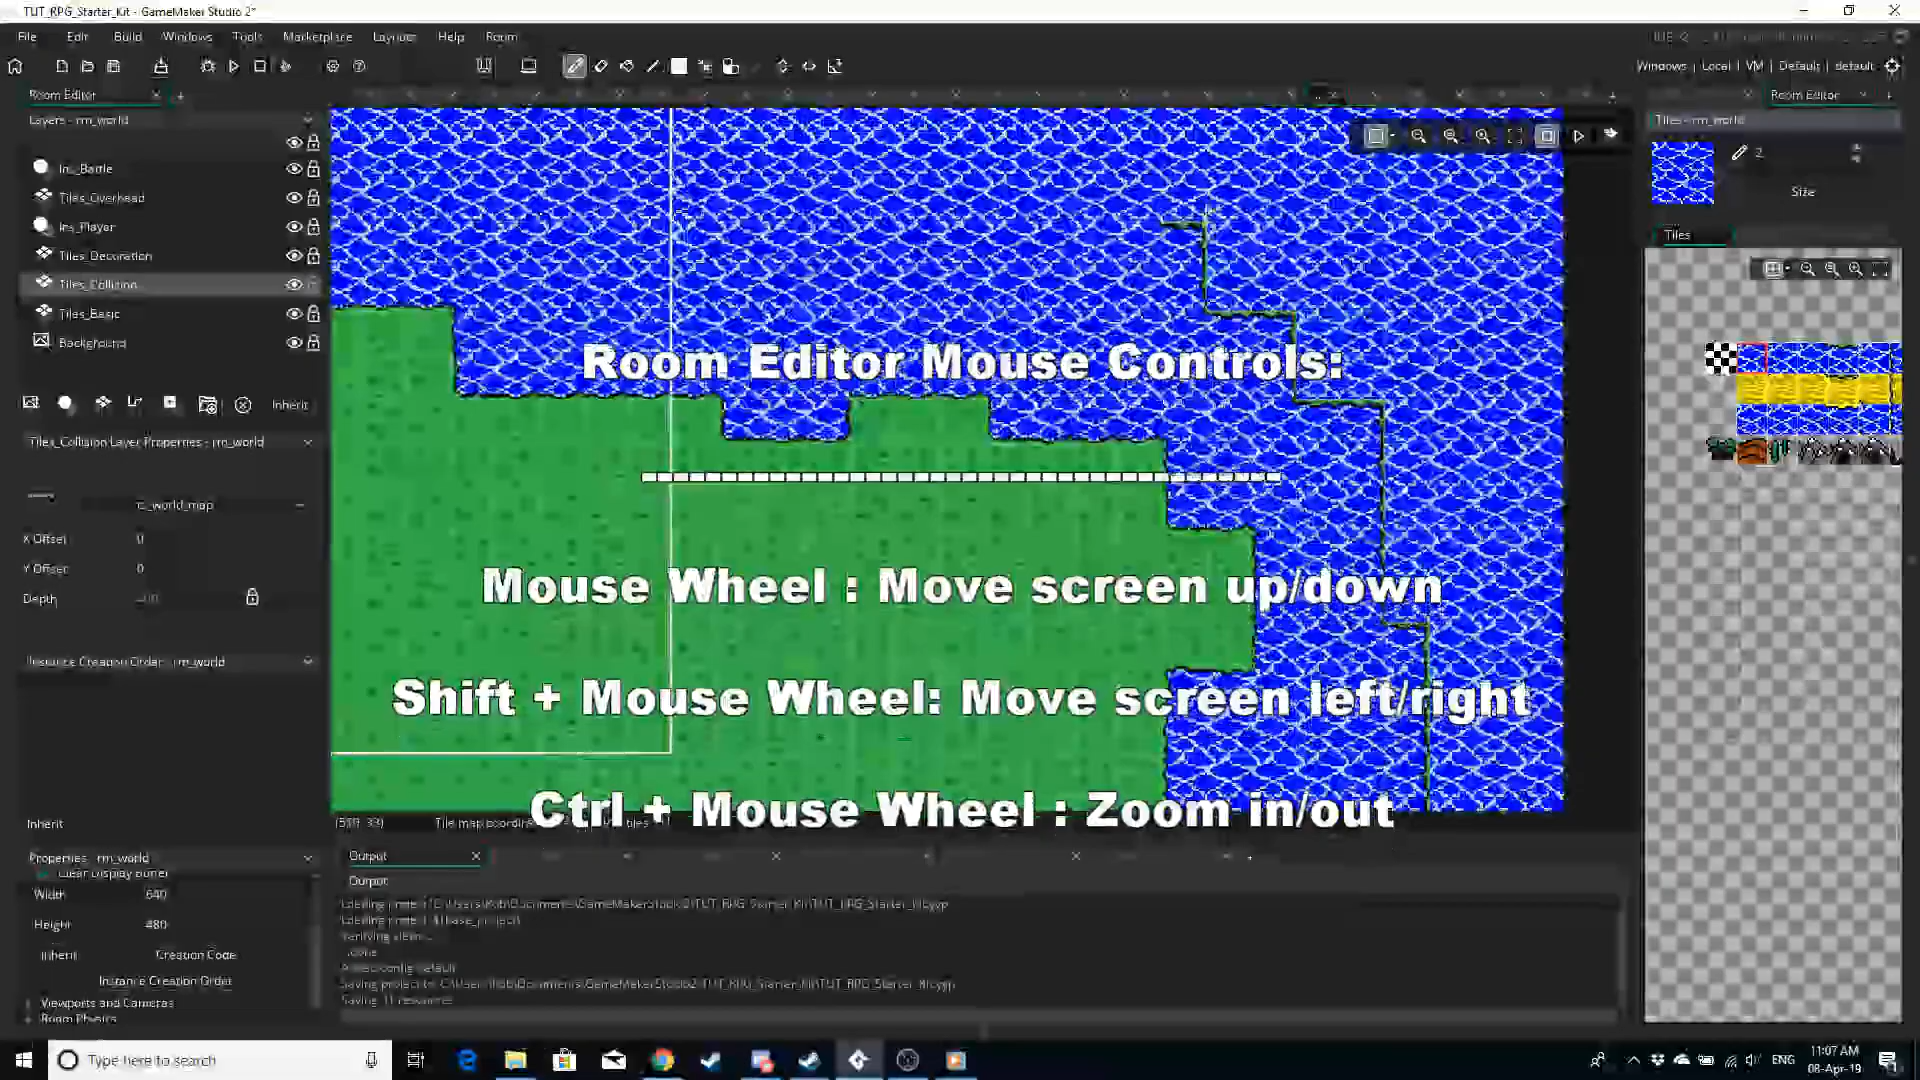 TUT_RPG_Starter_Kit - GameMaker Studio 2*
File Edit Build Windows Tools Marketplace Layouts Help Room
Windows | Local | VM | Default | default
Room Editor
Layers - rm_world
Ins_Battle
Tiles_Overhead
Ins_Player
Tiles_Decoration
Tiles_Collision
Tiles_Basic
Background
Inherit
Tiles_Collision Layer Properties - rm_world
ts_world_map
X Offset 0
Y Offset 0
Depth
Instance Creation Order - rm_world
Inherit
Properties - rm_world
Clear Display Buffer
Width 640
Height 480
Inherit Creation Code
Instance Creation Order
Viewports and Cameras
Room Physics
Room Editor Mouse Controls:
Mouse Wheel : Move screen up/down
Shift + Mouse Wheel: Move screen left/right
Ctrl + Mouse Wheel : Zoom in/out
Output
Output
Room Editor
Tiles - rm_world
2
Size
Tiles
Type here to search
ENG
11:07 AM
08-Apr-19